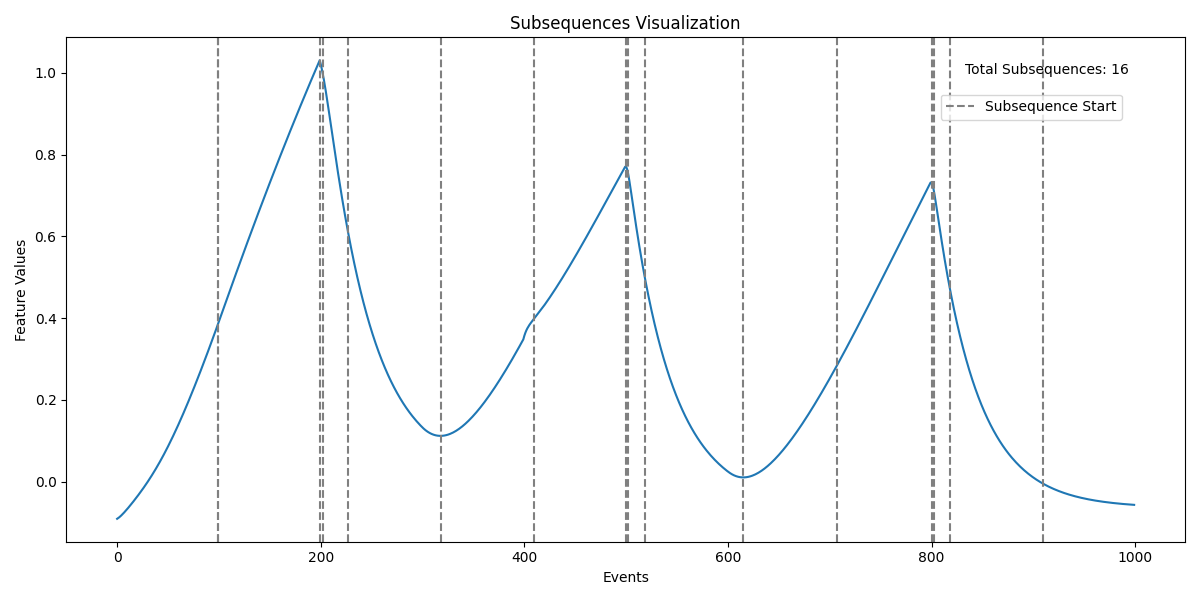 Subsequences Visualization
Total Subsequences: 16
Subsequence Start
Feature Values
1.0
0.8
0.6
0.4
0.2
0.0
0
200
400
600
800
1000
Events